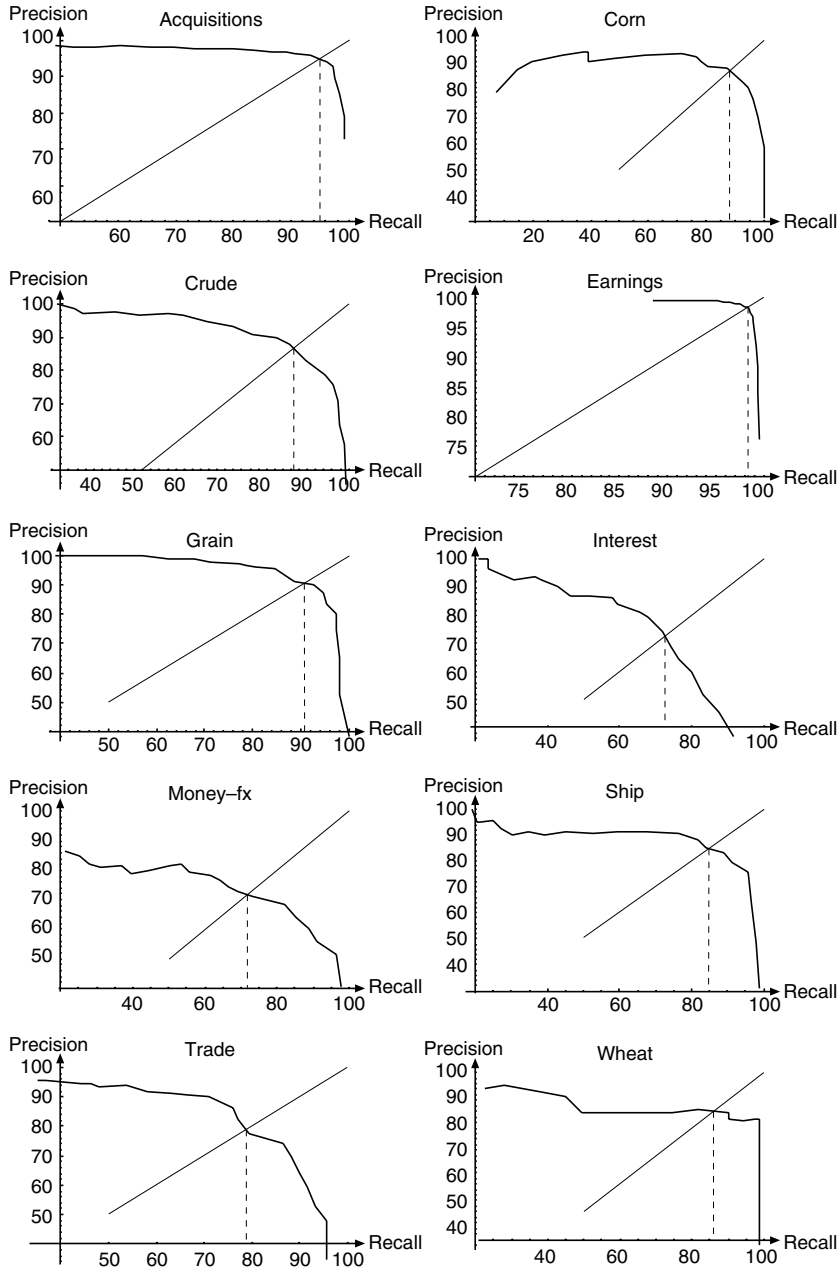 Precision
Acquisitions
100
90
80
70
60
60 70 80 90 100
Recall
Precision
Corn
100
90
80
70
60
50
40
20 40 60 80 100
Recall
Precision
Crude
100
90
80
70
60
40 50 60 70 80 90 100
Recall
Precision
Earnings
100
95
90
85
80
75
75 80 85 90 95 100
Recall
Precision
Grain
100
90
80
70
60
50
50 60 70 80 90 100
Recall
Precision
Interest
100
90
80
70
60
50
40 60 80 100
Recall
Precision
Money–fx
100
90
80
70
60
50
40 60 80 100
Recall
Precision
Ship
100
90
80
70
60
50
40
20 40 60 80 100
Recall
Precision
Trade
100
90
80
70
60
50
50 60 70 80 90 100
Recall
Precision
Wheat
100
90
80
70
60
50
40
40 60 80 100
Recall